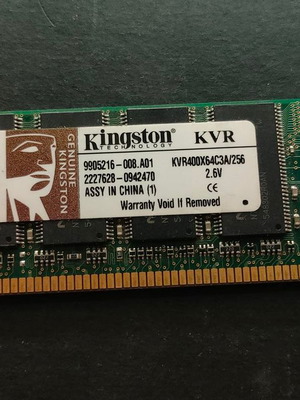 GENUINE
KINGSTON
Kingston KVR
TECHNOLOGY
9905216-008.A01 KVR400X64C3A/256
2227628-0942470 2.6V
ASSY IN CHINA (1) CE
Warranty Void If Removed